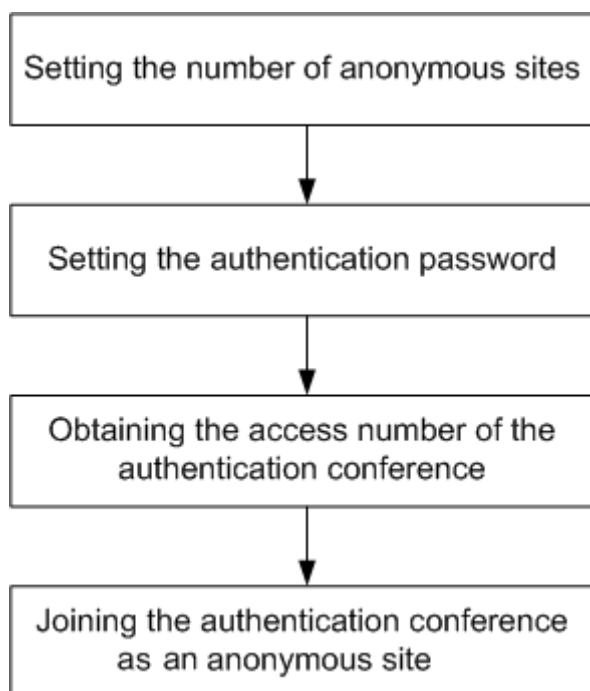 Setting the number of anonymous sites
Setting the authentication password
Obtaining the access number of the
authentication conference
Joining the authentication conference
as an anonymous site